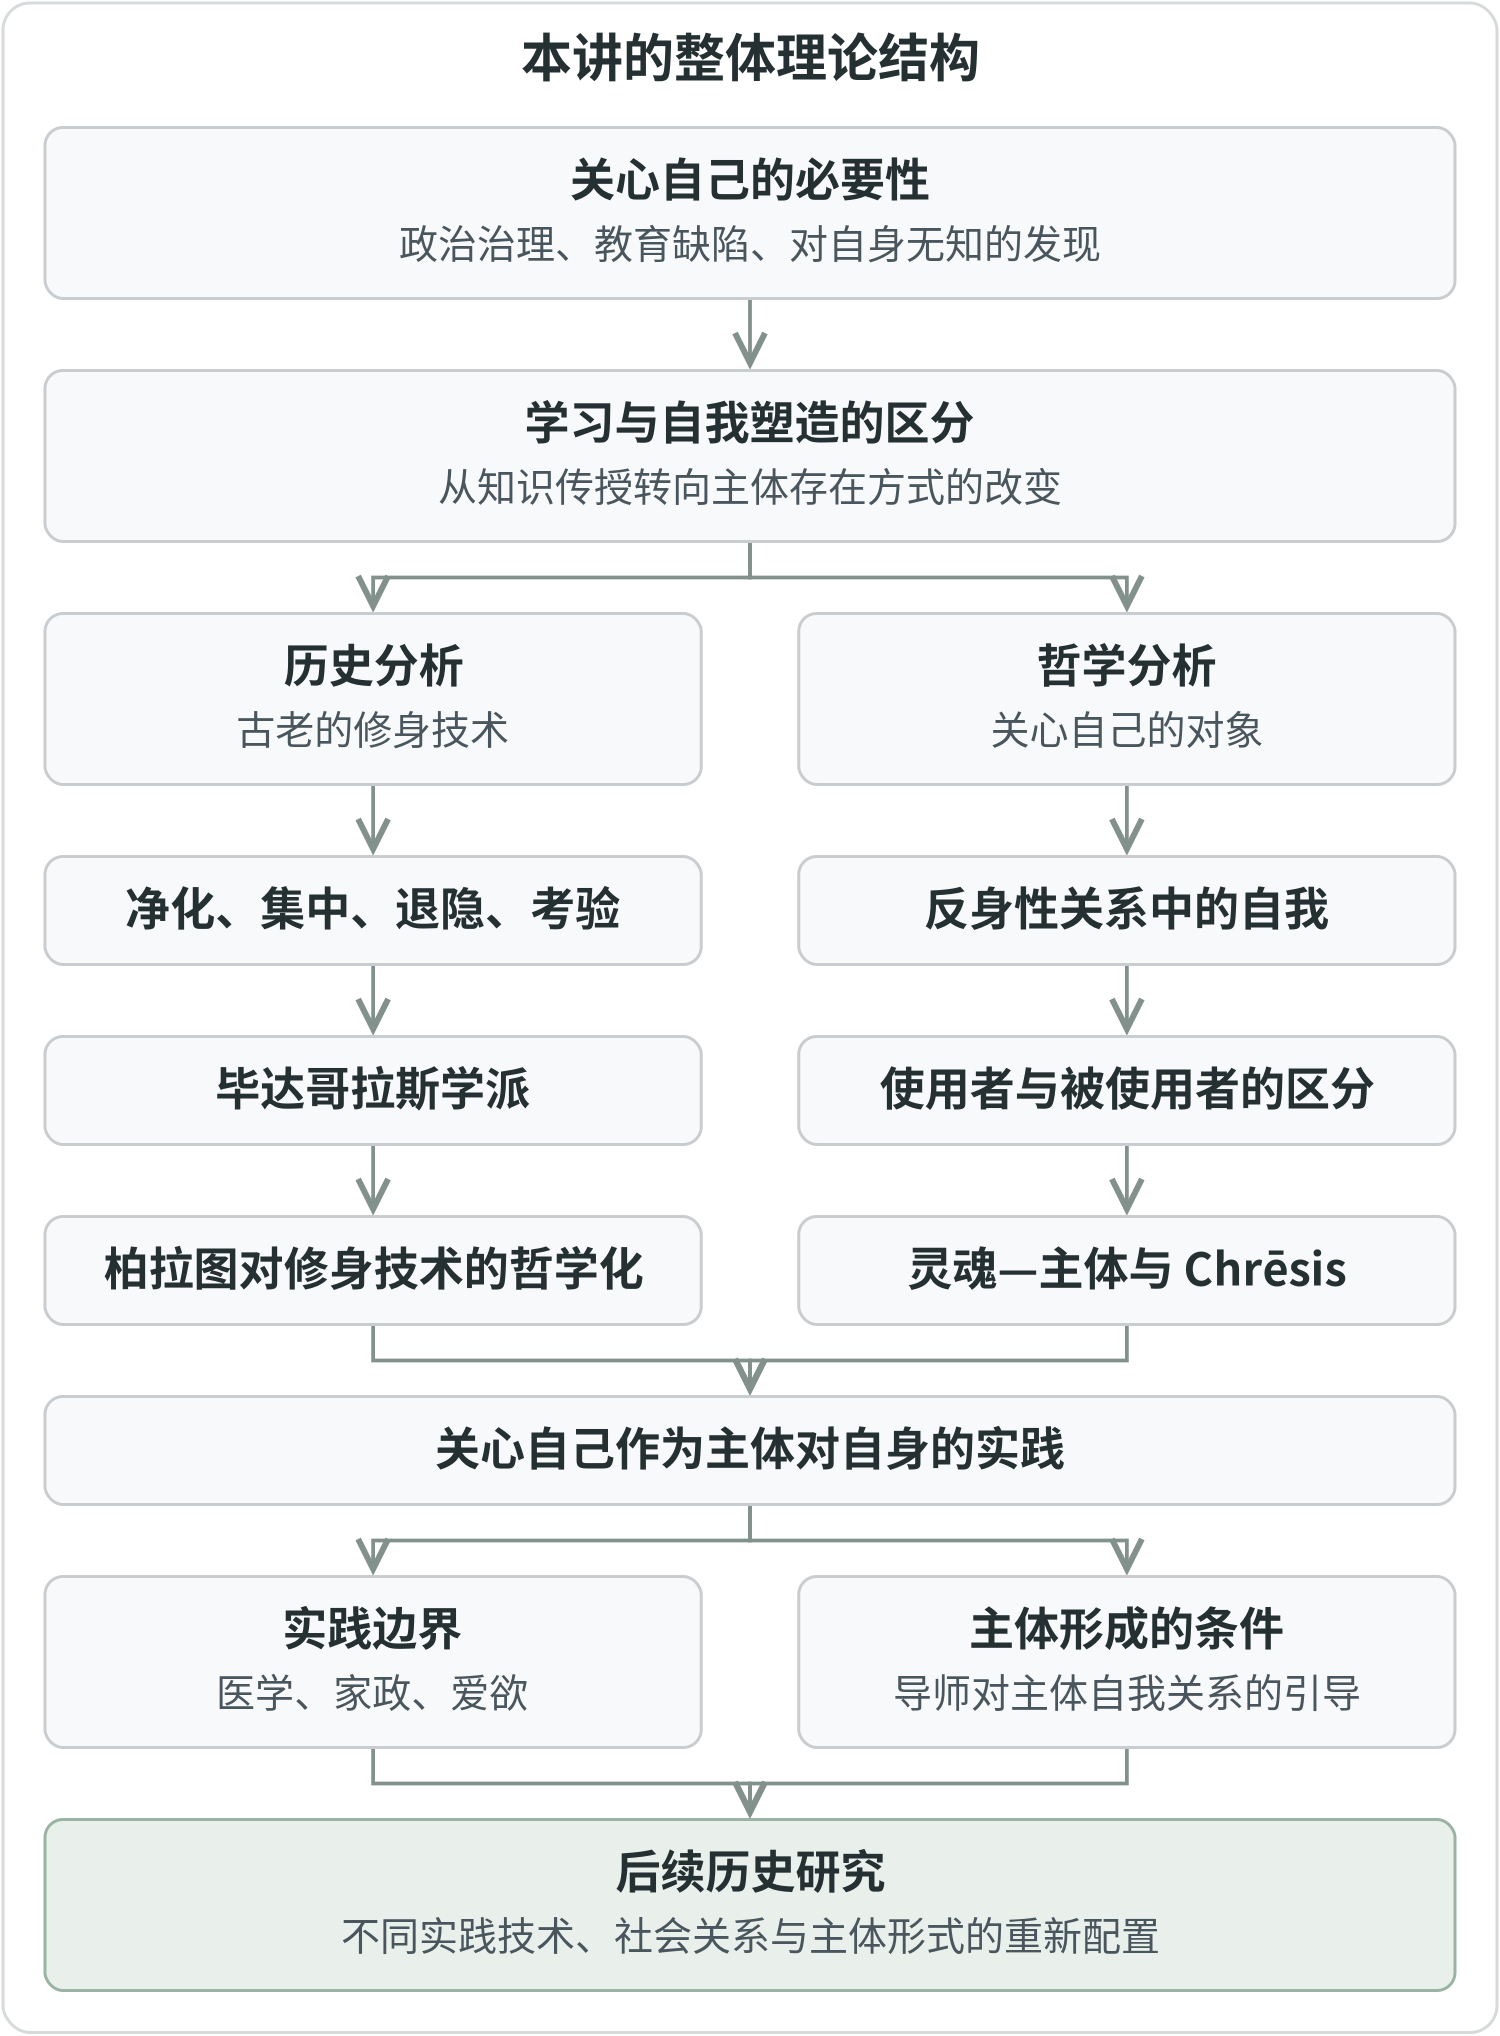 本讲的整体理论结构
关心自己的必要性
政治治理、教育缺陷、对自身无知的发现
学习与自我塑造的区分
从知识传授转向主体存在方式的改变
历史分析
古老的修身技术
哲学分析
关心自己的对象
净化、集中、退隐、考验
反身性关系中的自我
毕达哥拉斯学派
使用者与被使用者的区分
柏拉图对修身技术的哲学化
灵魂—主体与 Chrēsis
关心自己作为主体对自身的实践
实践边界
医学、家政、爱欲
主体形成的条件
导师对主体自我关系的引导
后续历史研究
不同实践技术、社会关系与主体形式的重新配置